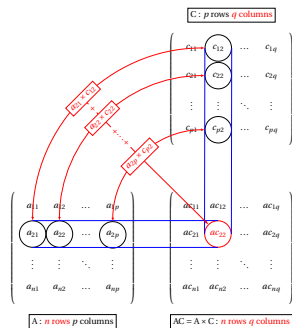 C : p rows q columns
c11 c12 … c1q
c21 c22 … c2q
⋮ ⋮ ⋱ ⋮
cp1 cp2 … cpq
a21 × c12
+
a22 × c22
+…+
a2p × cp2
a11 a12 … a1p
a21 a22 … a2p
⋮ ⋮ ⋱ ⋮
an1 an2 … anp
ac11 ac12 … ac1q
ac21 ac22 … ac2q
⋮ ⋮ ⋱ ⋮
acn1 acn2 … acnq
A : n rows p columns
AC = A × C : n rows q columns